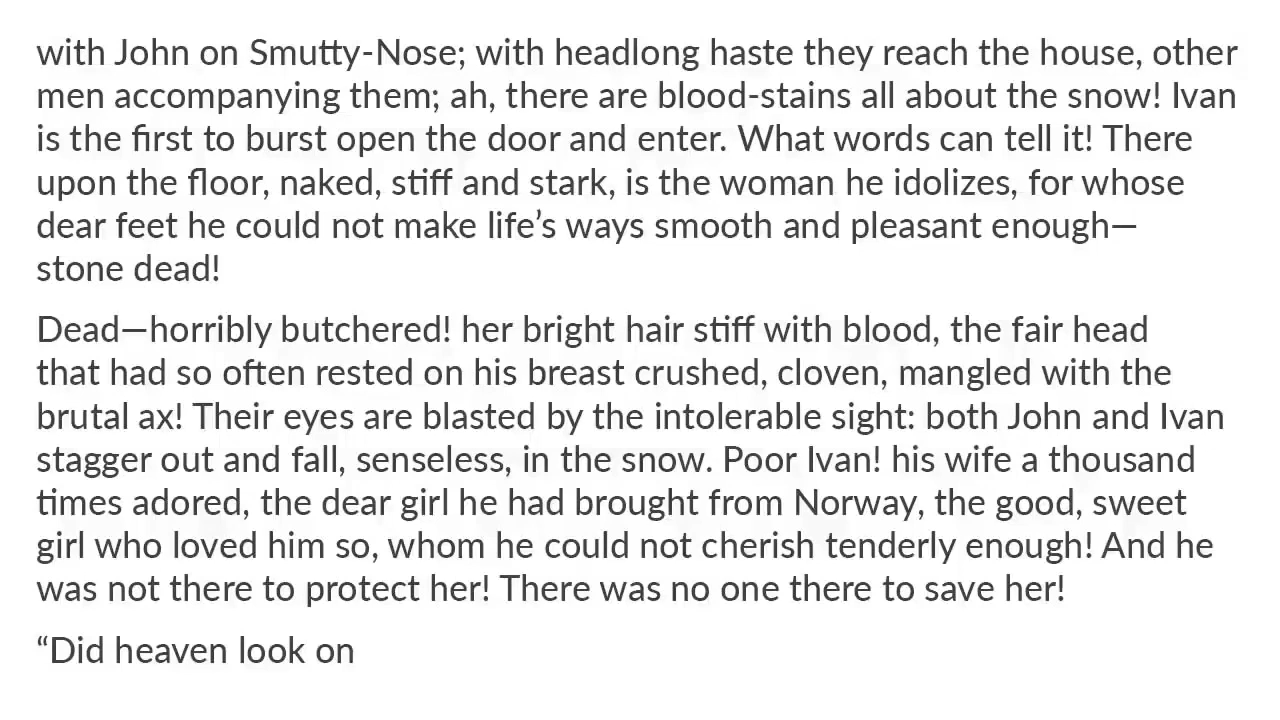 with John on Smutty-Nose; with headlong haste they reach the house, other
men accompanying them; ah, there are blood-stains all about the snow! Ivan
is the first to burst open the door and enter. What words can tell it! There
upon the floor, naked, stiff and stark, is the woman he idolizes, for whose
dear feet he could not make life’s ways smooth and pleasant enough—
stone dead!
Dead—horribly butchered! her bright hair stiff with blood, the fair head
that had so often rested on his breast crushed, cloven, mangled with the
brutal ax! Their eyes are blasted by the intolerable sight: both John and Ivan
stagger out and fall, senseless, in the snow. Poor Ivan! his wife a thousand
times adored, the dear girl he had brought from Norway, the good, sweet
girl who loved him so, whom he could not cherish tenderly enough! And he
was not there to protect her! There was no one there to save her!
“Did heaven look on